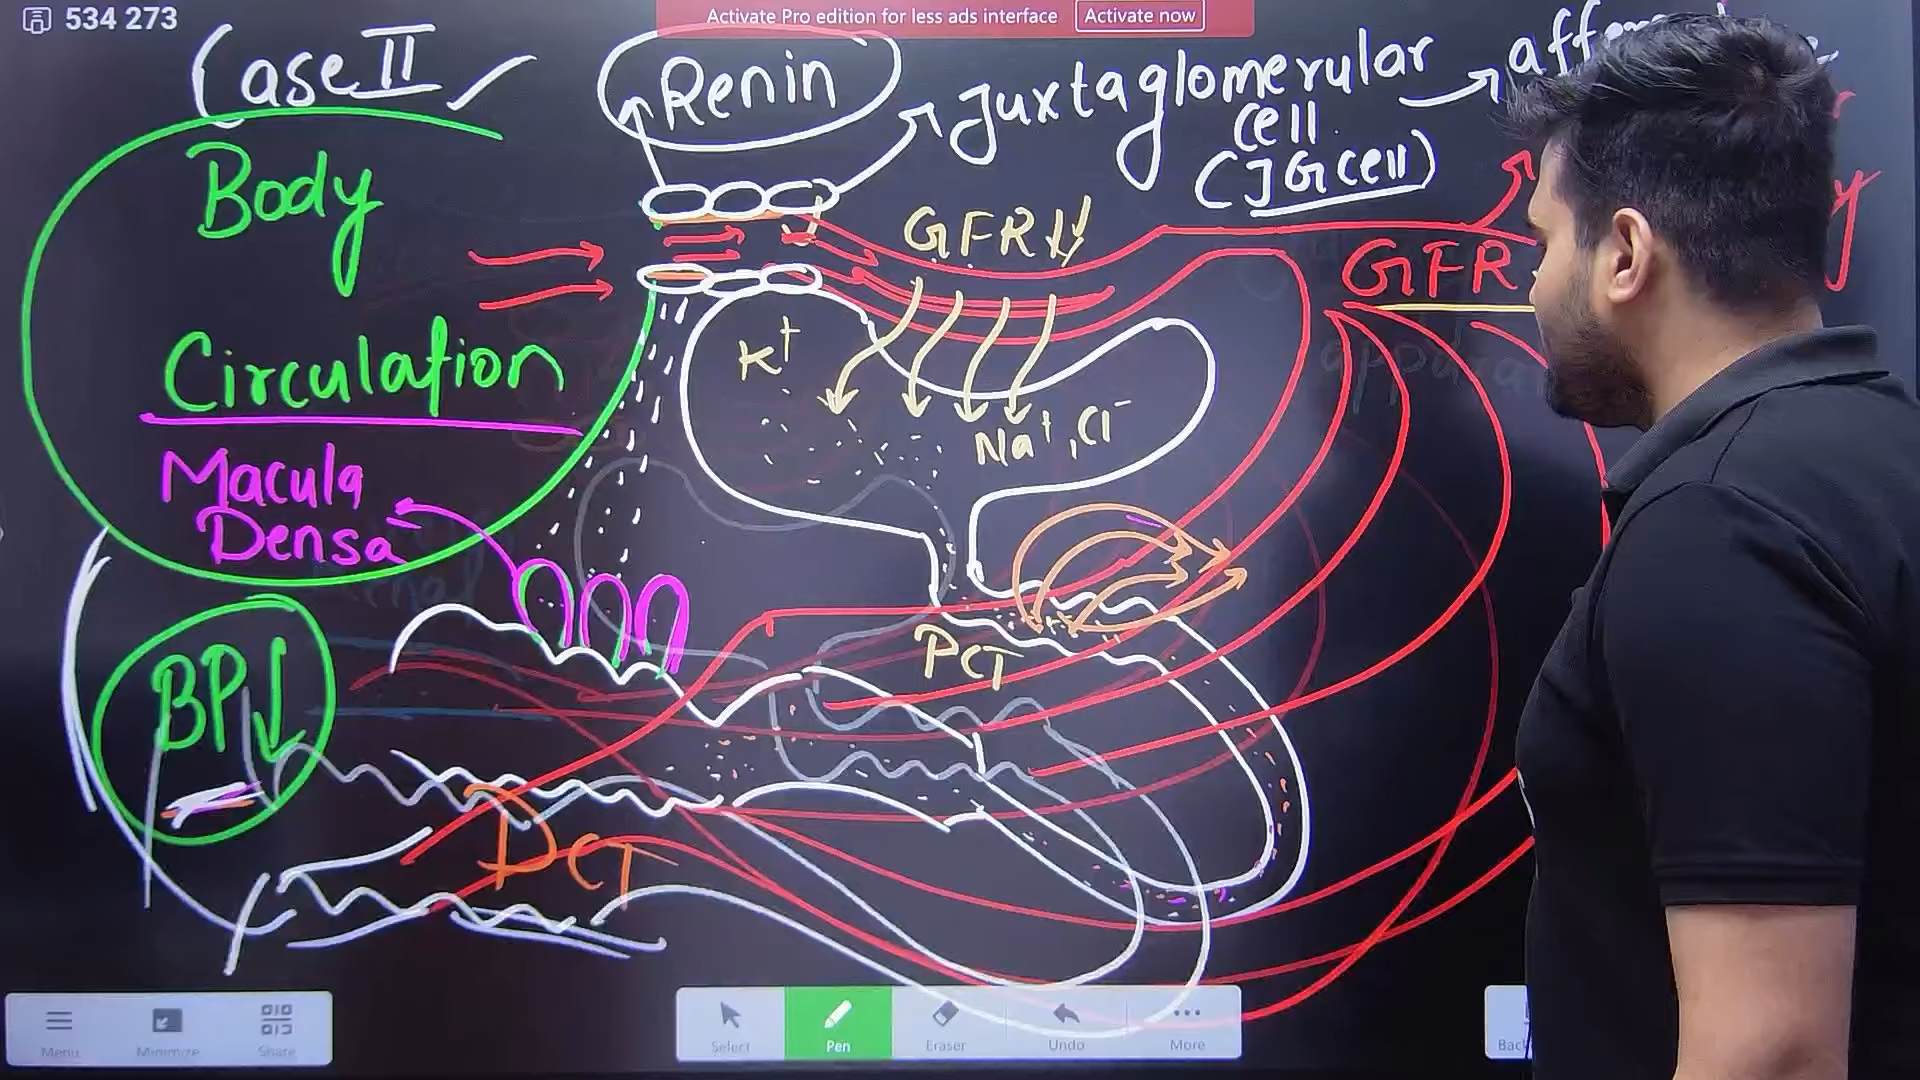 534 273
Activate Pro edition for less ads interface
Activate now
Case II
Renin
Juxtaglomerular
Cell
(JG cell)
Body
GFR↓↓
GFR
Circulation
K+
Na+, Cl-
Macula
Densa
PCT
BP↓
DCT
Menu
Minimize
Share
Select
Pen
Eraser
Undo
More